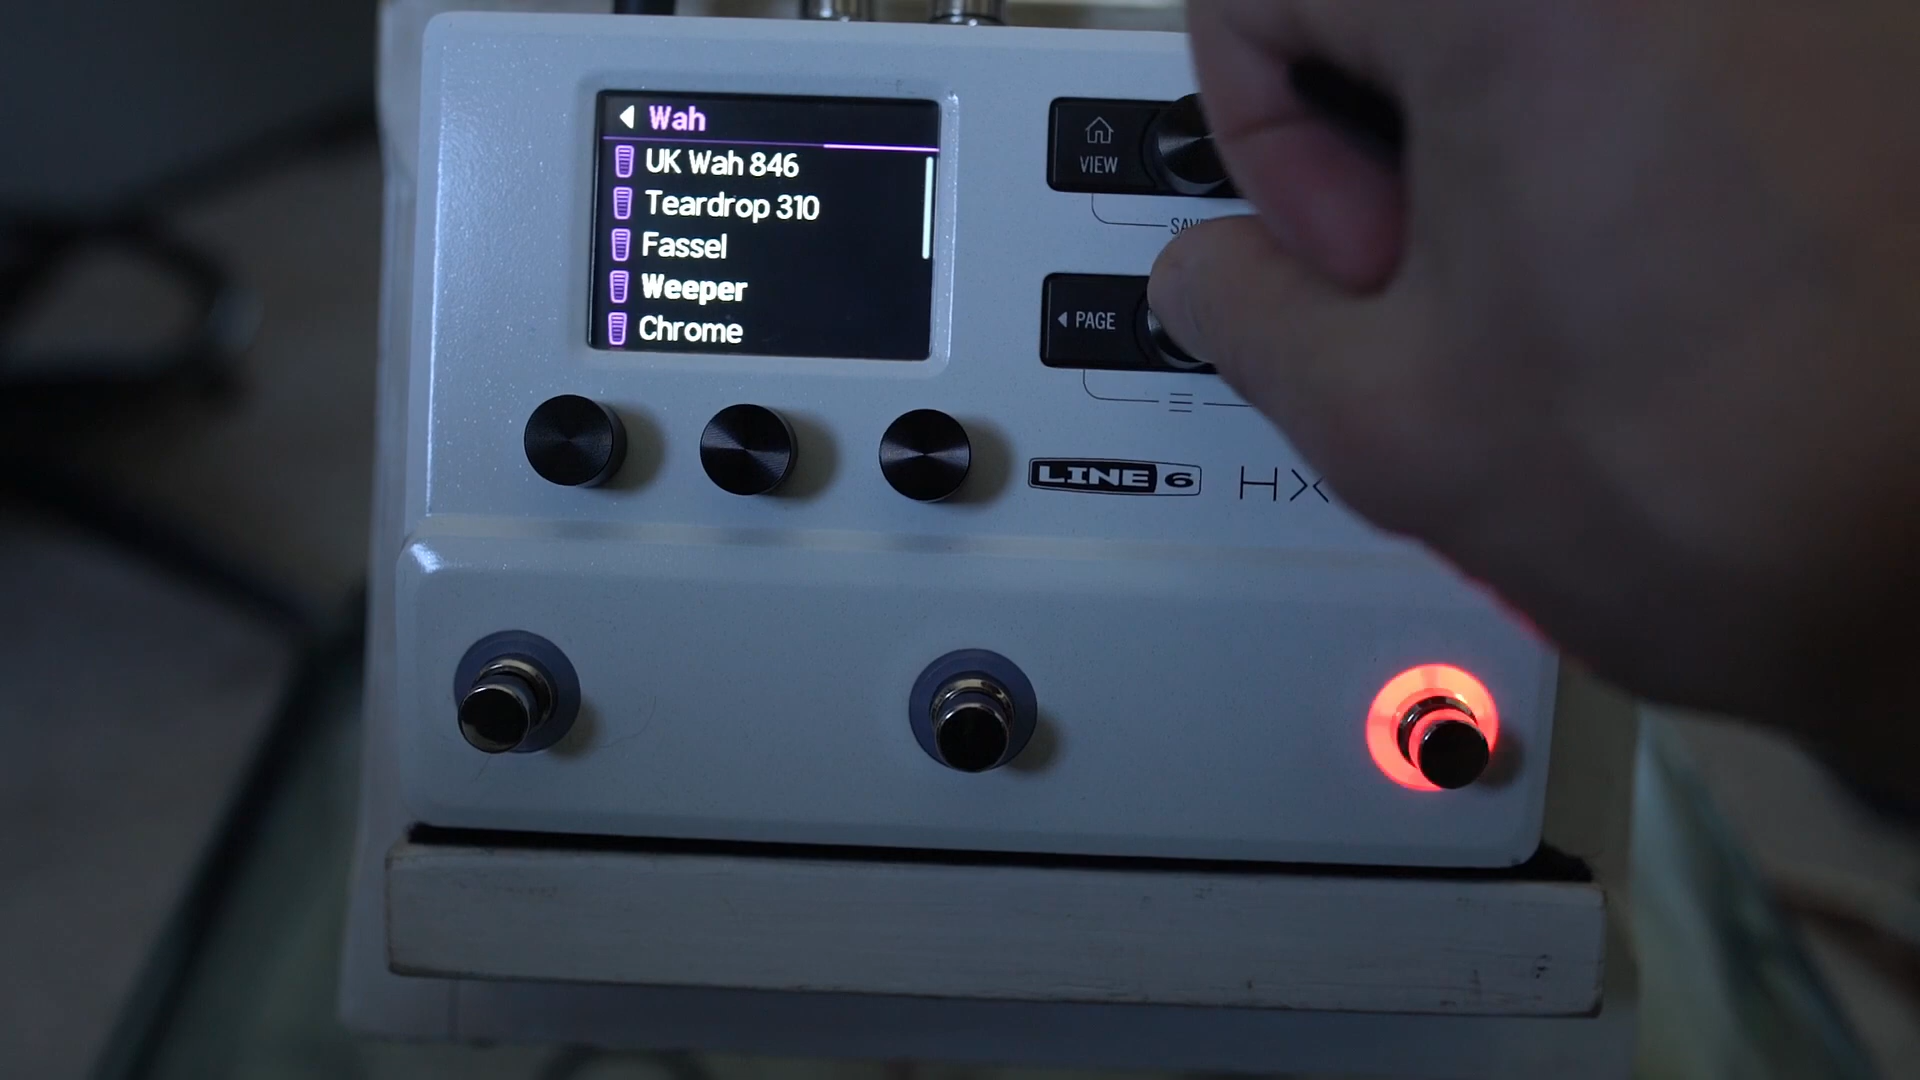 Wah
UK Wah 846
Teardrop 310
Fassel
Weeper
Chrome
VIEW
PAGE
LINE 6
HX